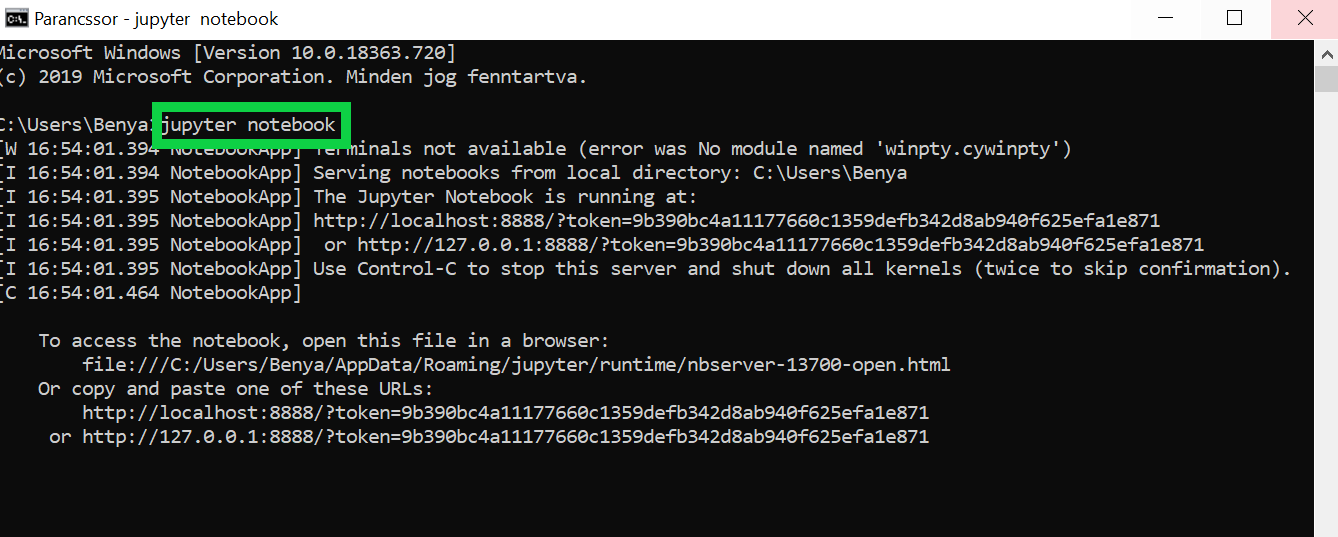 Parancssor - jupyter notebook
Microsoft Windows [Version 10.0.18363.720]
(c) 2019 Microsoft Corporation. Minden jog fenntartva.
C:\Users\Benya>jupyter notebook
[W 16:54:01.394 NotebookApp] Terminals not available (error was No module named 'winpty.cywinpty')
[I 16:54:01.394 NotebookApp] Serving notebooks from local directory: C:\Users\Benya
[I 16:54:01.395 NotebookApp] The Jupyter Notebook is running at:
[I 16:54:01.395 NotebookApp] http://localhost:8888/?token=9b390bc4a11177660c1359defb342d8ab940f625efa1e871
[I 16:54:01.395 NotebookApp]  or http://127.0.0.1:8888/?token=9b390bc4a11177660c1359defb342d8ab940f625efa1e871
[I 16:54:01.395 NotebookApp] Use Control-C to stop this server and shut down all kernels (twice to skip confirmation).
[C 16:54:01.464 NotebookApp]
To access the notebook, open this file in a browser:
file:///C:/Users/Benya/AppData/Roaming/jupyter/runtime/nbserver-13700-open.html
Or copy and paste one of these URLs:
http://localhost:8888/?token=9b390bc4a11177660c1359defb342d8ab940f625efa1e871
or http://127.0.0.1:8888/?token=9b390bc4a11177660c1359defb342d8ab940f625efa1e871